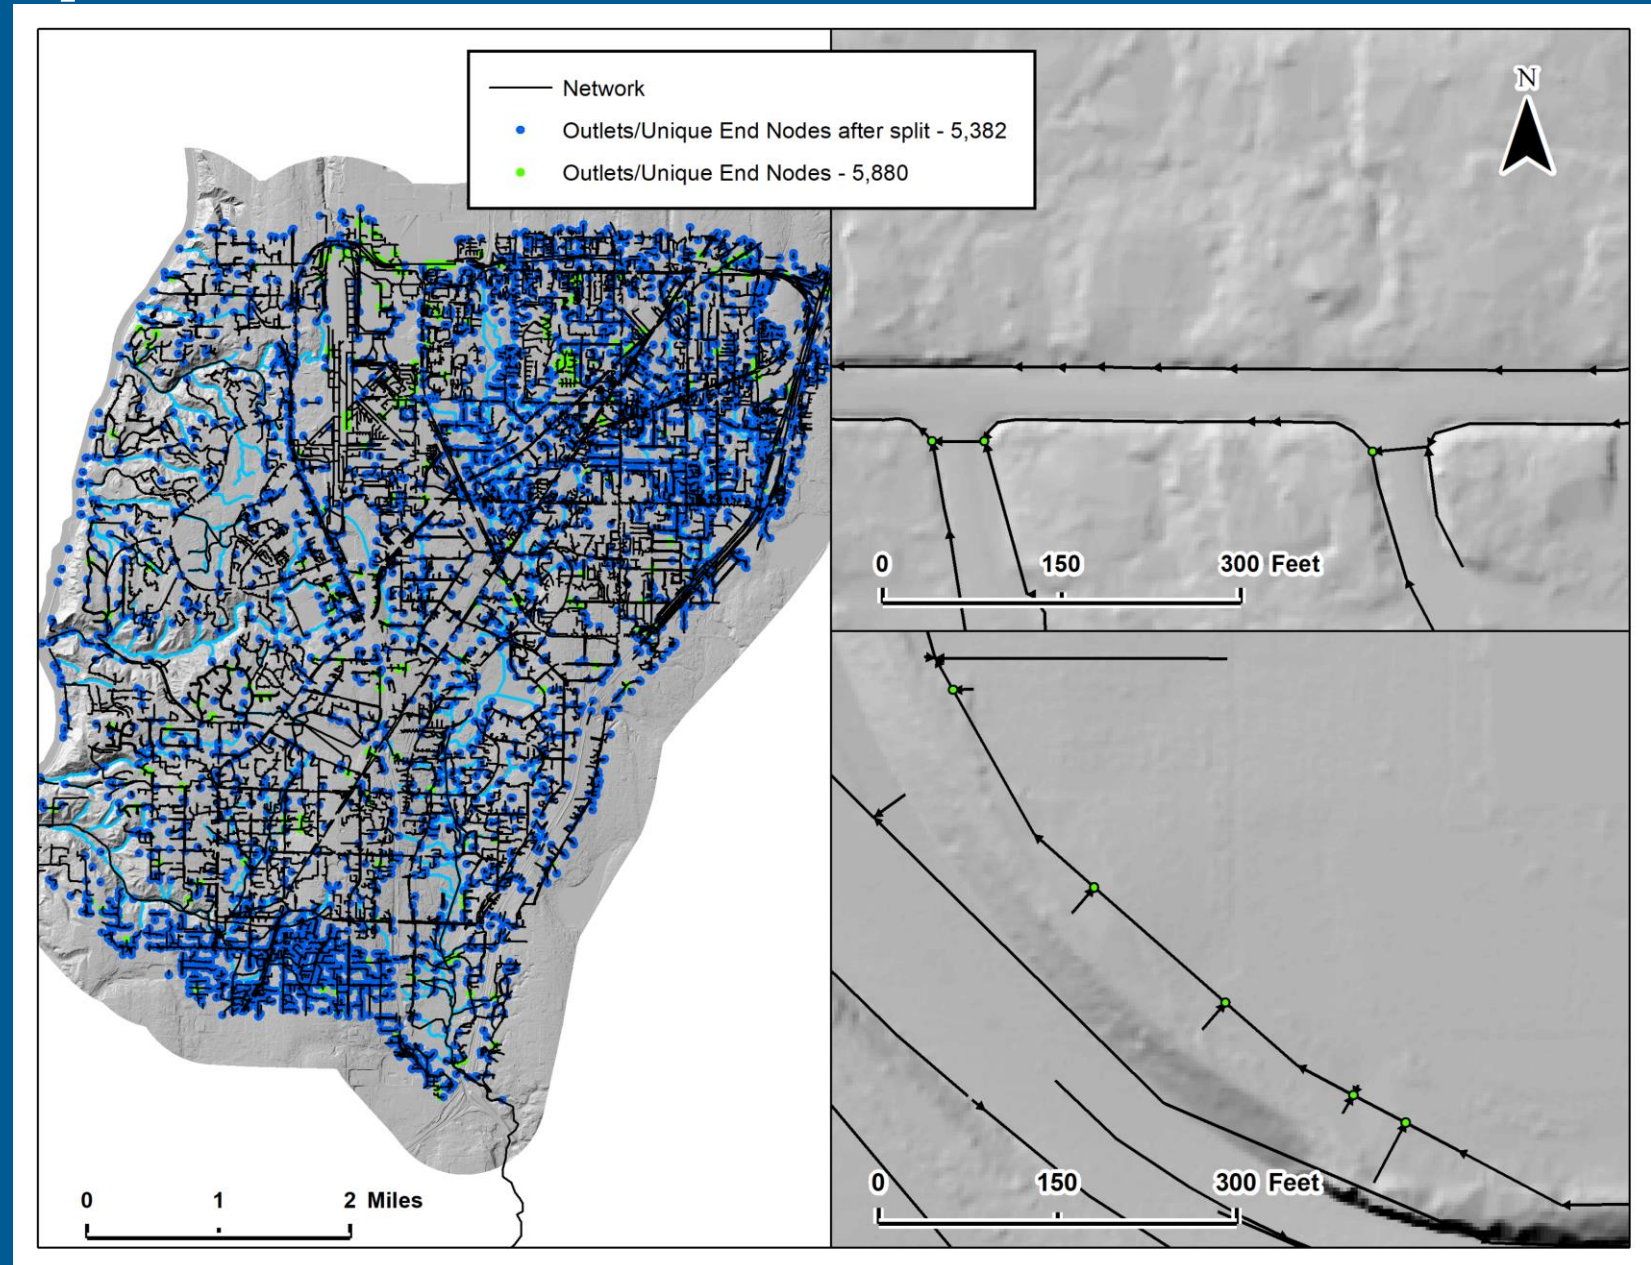 Network
Outlets/Unique End Nodes after split - 5,382
Outlets/Unique End Nodes - 5,880
N
0 150 300 Feet
0 150 300 Feet
0 1 2 Miles